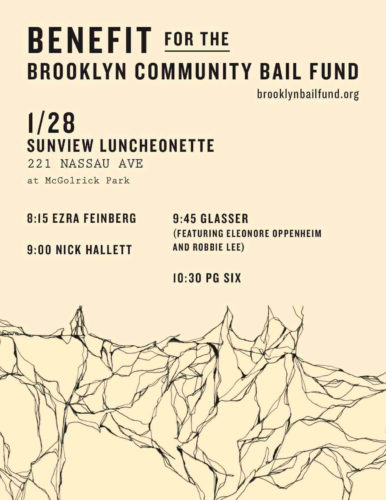 BENEFIT FOR THE
BROOKLYN COMMUNITY BAIL FUND
brooklynbailfund.org
1/28
SUNVIEW LUNCHEONETTE
221 NASSAU AVE
at McGolrick Park
8:15 EZRA FEINBERG
9:00 NICK HALLETT
9:45 GLASSER
(FEATURING ELEONORE OPPENHEIM
AND ROBBIE LEE)
10:30 PG SIX